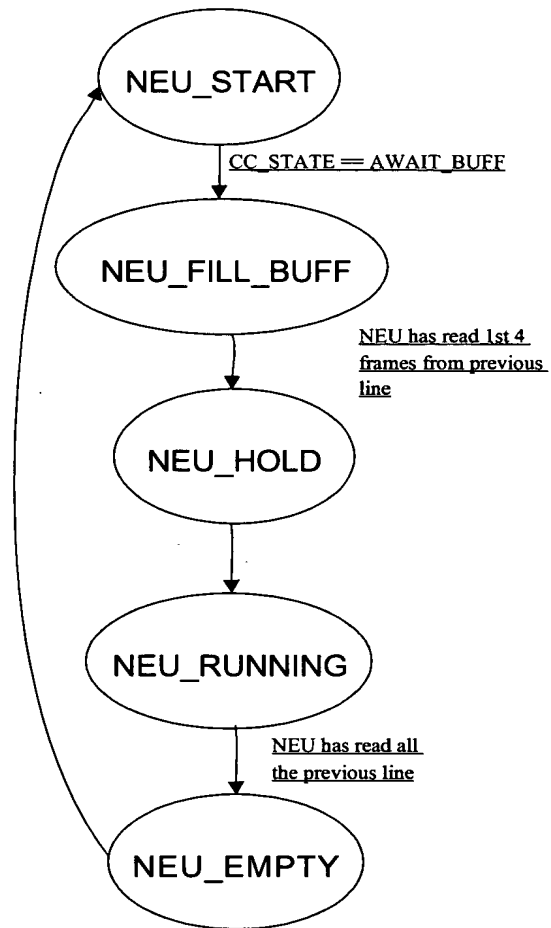 NEU_START
CC_STATE == AWAIT_BUFF
NEU_FILL_BUFF
NEU has read 1st 4
frames from previous
line
NEU_HOLD
NEU_RUNNING
NEU has read all
the previous line
NEU_EMPTY